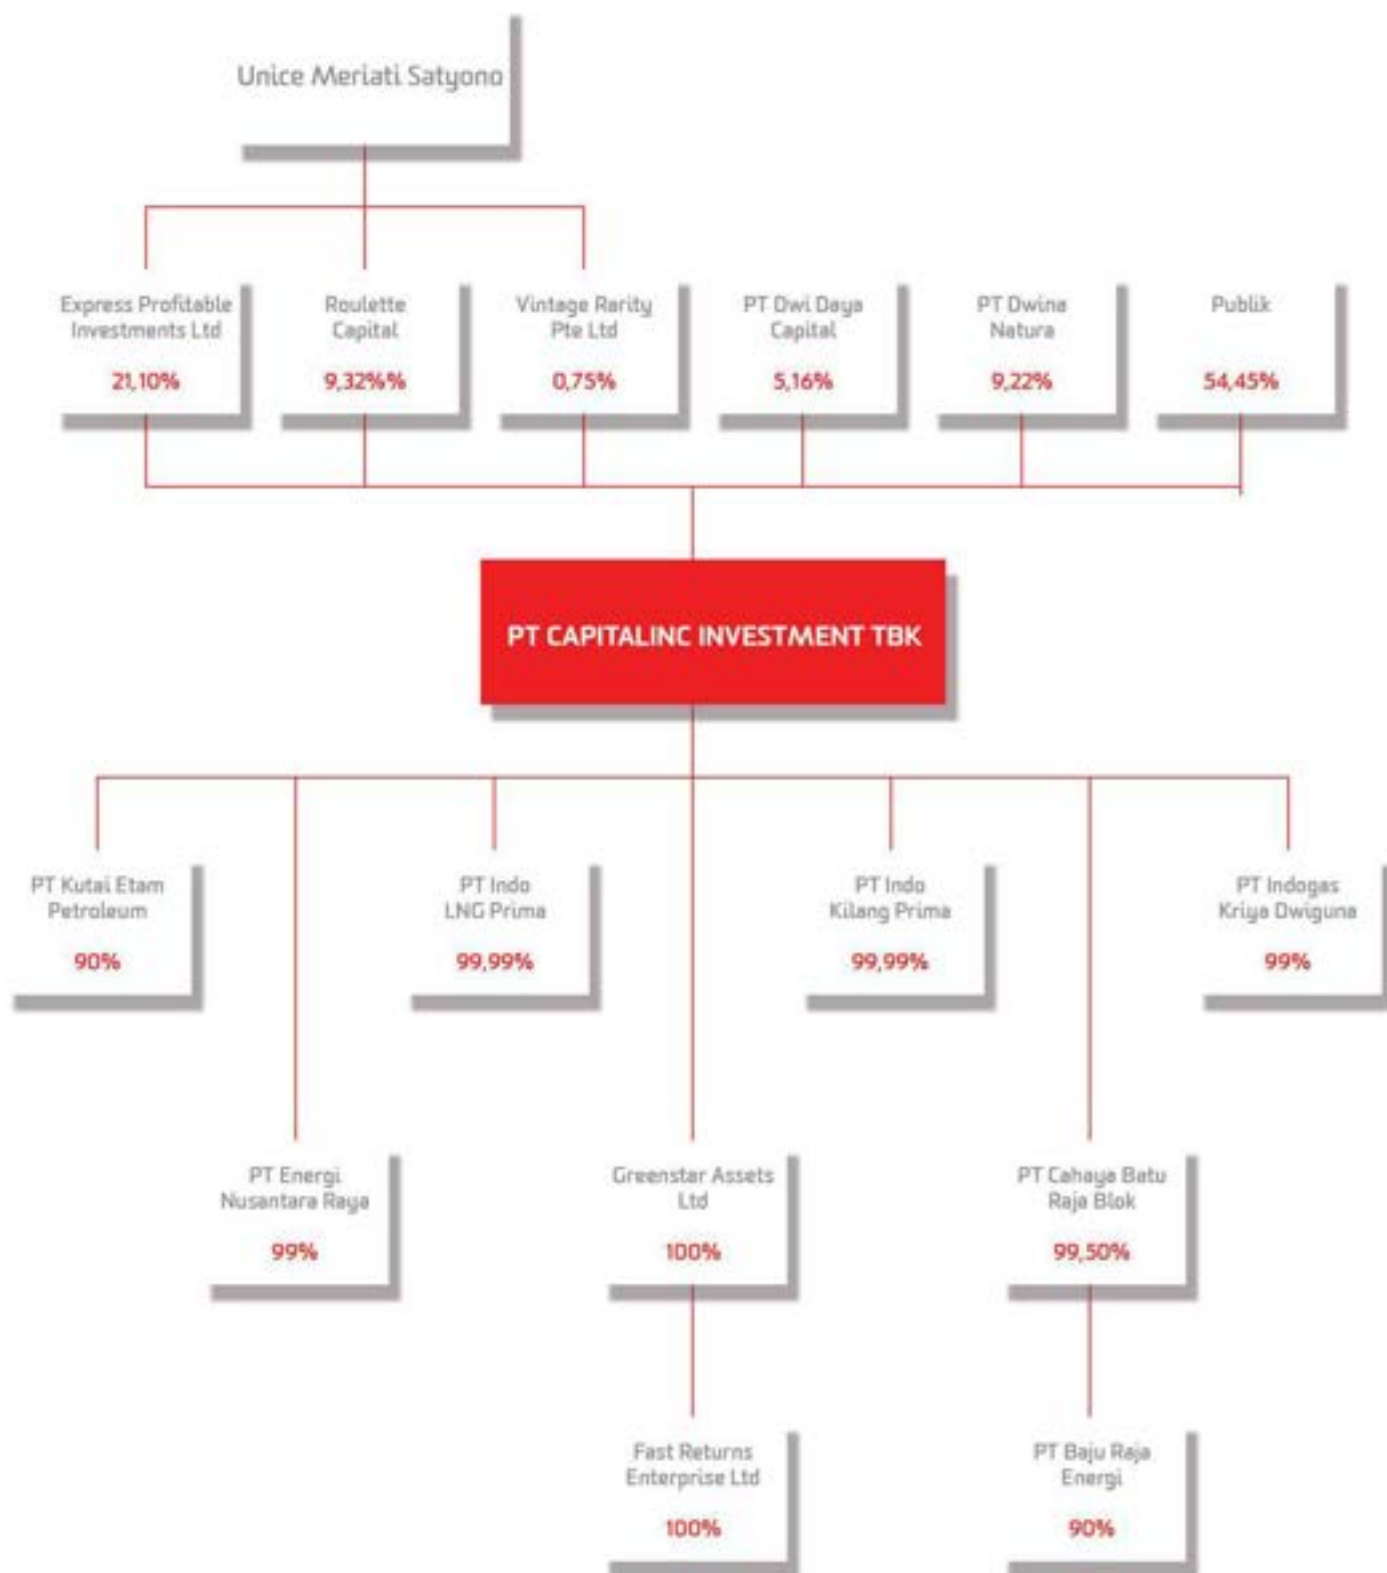 Unice Meriati Satyono
Express Profitable
Investments Ltd
21,10%
Roulette
Capital
9,32%%
Vintage Rarity
Pte Ltd
0,75%
PT Dwi Daya
Capital
5,16%
PT Dwina
Natura
9,22%
Publik
54,45%
PT CAPITALINC INVESTMENT TBK
PT Kutai Etam
Petroleum
90%
PT Indo
LNG Prima
99,99%
PT Indo
Kilang Prima
99,99%
PT Indogas
Kriya Dwiguna
99%
PT Energi
Nusantara Raya
99%
Greenstar Assets
Ltd
100%
PT Cahaya Batu
Raja Blok
99,50%
Fast Returns
Enterprise Ltd
100%
PT Baju Raja
Energi
90%